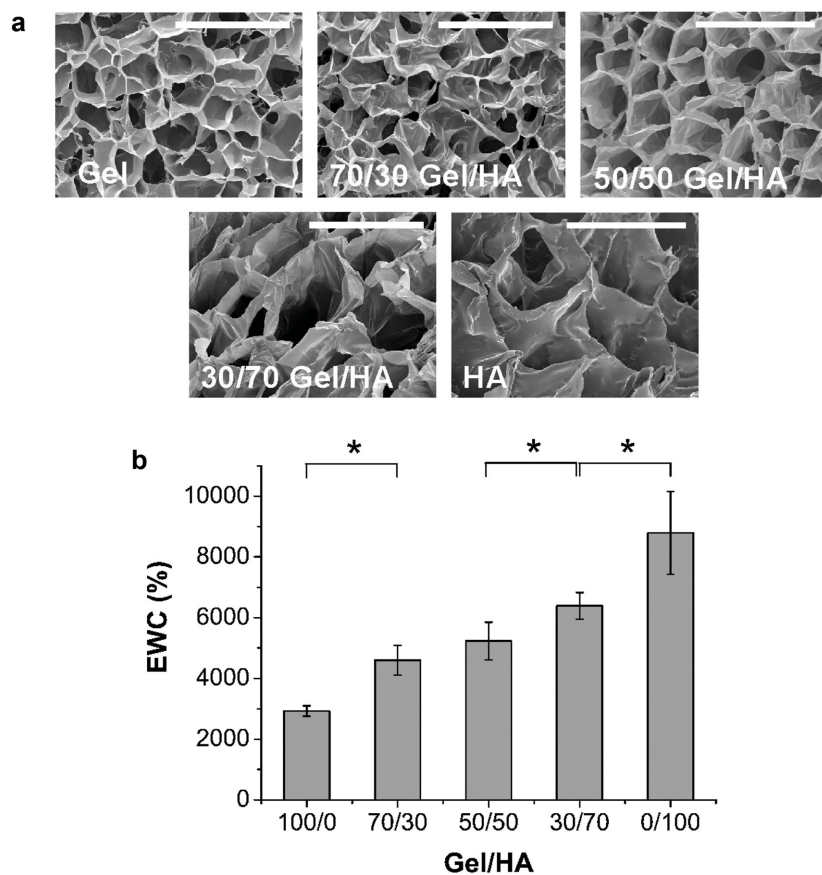 a
Gel
70/30 Gel/HA
50/50 Gel/HA
30/70 Gel/HA
HA
b
* * *
10000
8000
6000
4000
2000
0
EWC (%)
100/0 70/30 50/50 30/70 0/100
Gel/HA